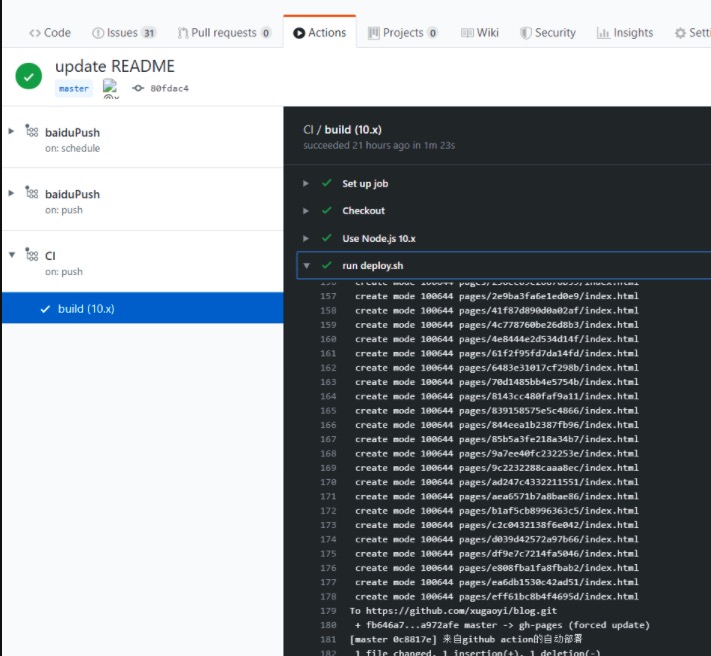 Code
Issues 31
Pull requests 0
Actions
Projects 0
Wiki
Security
Insights
Setti
update README
master
80fdac4
baiduPush
on: schedule
baiduPush
on: push
CI
on: push
build (10.x)
CI / build (10.x)
succeeded 21 hours ago in 1m 23s
Set up job
Checkout
Use Node.js 10.x
run deploy.sh
157 create mode 100644 pages/2e9ba3fa6e1ed0e9/index.html
158 create mode 100644 pages/41f87d890d0a02af/index.html
159 create mode 100644 pages/4c778760be26d8b3/index.html
160 create mode 100644 pages/4e8444e2d534d14f/index.html
161 create mode 100644 pages/61f2f95fd7da14fd/index.html
162 create mode 100644 pages/6483e31017cf298b/index.html
163 create mode 100644 pages/70d1485bb4e5754b/index.html
164 create mode 100644 pages/8143cc480faf9a11/index.html
165 create mode 100644 pages/839158575e5c4866/index.html
166 create mode 100644 pages/844eea1b2387fb96/index.html
167 create mode 100644 pages/85b5a3fe218a34b7/index.html
168 create mode 100644 pages/9a7ee40fc232253e/index.html
169 create mode 100644 pages/9c2232288caaa8ec/index.html
170 create mode 100644 pages/ad247c4332211551/index.html
171 create mode 100644 pages/aea6571b7a8bae86/index.html
172 create mode 100644 pages/b1af5cb8996363c5/index.html
173 create mode 100644 pages/c2c0432138f6e042/index.html
174 create mode 100644 pages/d039d42572a97b66/index.html
175 create mode 100644 pages/df9e7c7214fa5046/index.html
176 create mode 100644 pages/e808fba1fa8fbab2/index.html
177 create mode 100644 pages/ea6db1530c42ad51/index.html
178 create mode 100644 pages/eff61bc8b4f4695d/index.html
179 To https://github.com/xugaoyi/blog.git
180 + fb646a7...a972afe master -> gh-pages (forced update)
181 [master 0c8817e] 来自github action的自动部署
182 1 file changed, 1 insertion(+), 1 deletion(-)